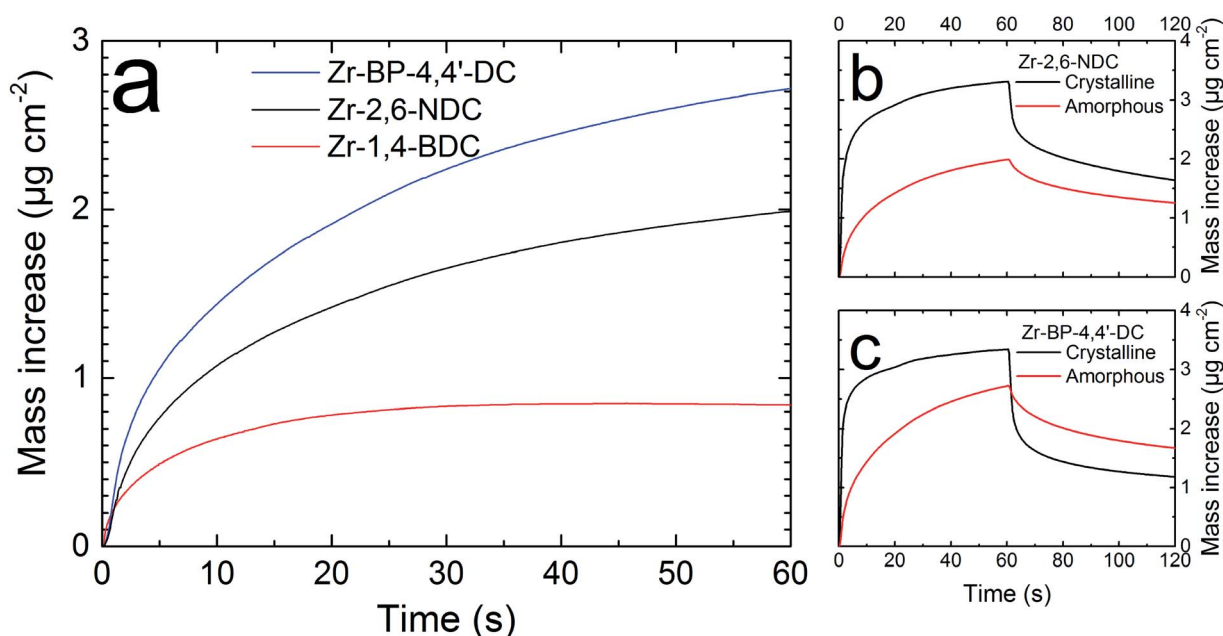 a
Zr-BP-4,4'-DC
Zr-2,6-NDC
Zr-1,4-BDC
3
2
1
0
Mass increase (µg cm⁻²)
0 10 20 30 40 50 60
Time (s)
0 20 40 60 80 100 120
b
Zr-2,6-NDC
Crystalline
Amorphous
4
3
2
1
0
Mass increase (µg cm⁻²)
c
Zr-BP-4,4'-DC
Crystalline
Amorphous
4
3
2
1
0
Mass increase (µg cm⁻²)
0 20 40 60 80 100 120
Time (s)